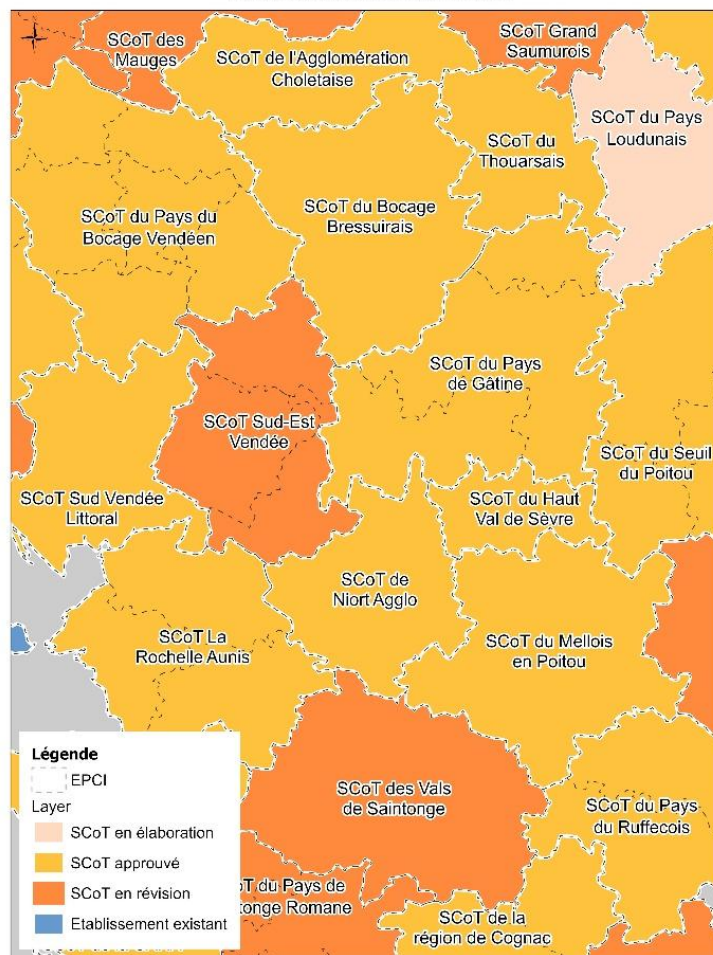 SCoT des
Mauges
SCoT de l'Agglomération
Choletaise
SCoT Grand
Saumurois
SCoT du Pays
Loudunais
SCoT du
Thouarsais
SCoT du Pays du
Bocage Vendéen
SCoT du Bocage
Bressuirais
SCoT du Pays
de Gâtine
SCoT Sud-Est
Vendée
SCoT du Seuil
du Poitou
SCoT Sud Vendée
Littoral
SCoT du Haut
Val de Sèvre
SCoT de
Niort Agglo
SCoT La
Rochelle Aunis
SCoT du Mellois
en Poitou
SCoT des Vals
de Saintonge
SCoT du Pays
du Ruffecois
oT du Pays de
tonge Romane
SCoT de la
région de Cognac
Légende
EPCI
Layer
SCoT en élaboration
SCoT approuvé
SCoT en révision
Etablissement existant